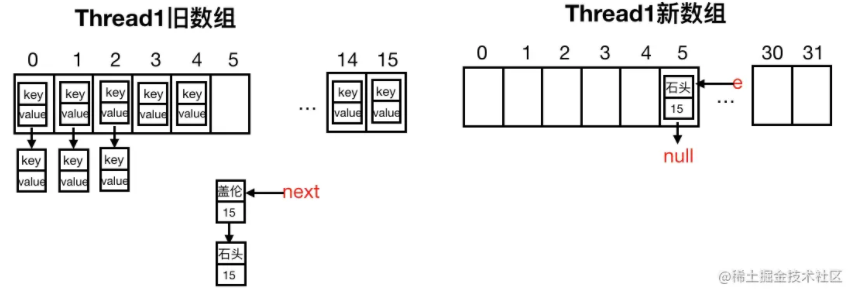 Thread1旧数组
Thread1新数组
0 1 2 3 4 5 14 15
0 1 2 3 4 5 30 31
key key key key key ... key key
value value value value value value value
key key key
value value value
盖伦 next
15
石头
15
石头 e
15 ...
null
@稀土掘金技术社区